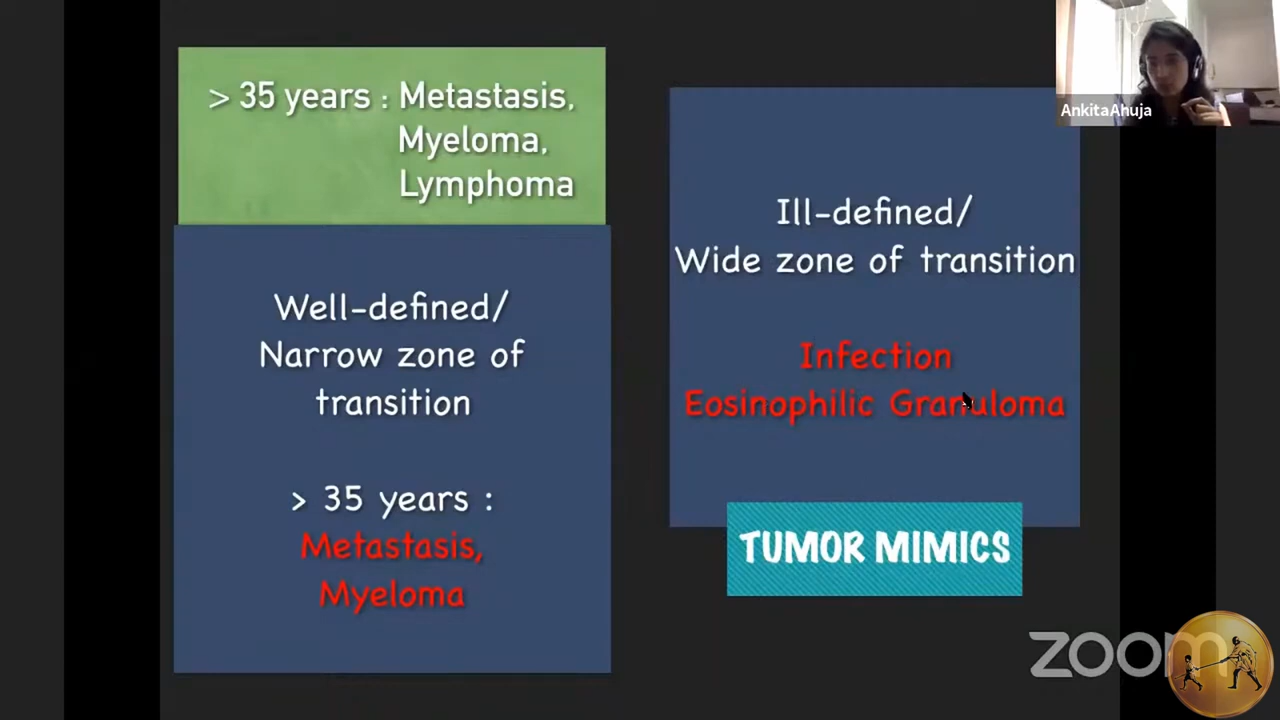 > 35 years : Metastasis,
Myeloma,
Lymphoma
Well-defined/
Narrow zone of
transition
> 35 years :
Metastasis,
Myeloma
Ill-defined/
Wide zone of transition
Infection
Eosinophilic Granuloma
TUMOR MIMICS
AnkitaAhuja
zoom